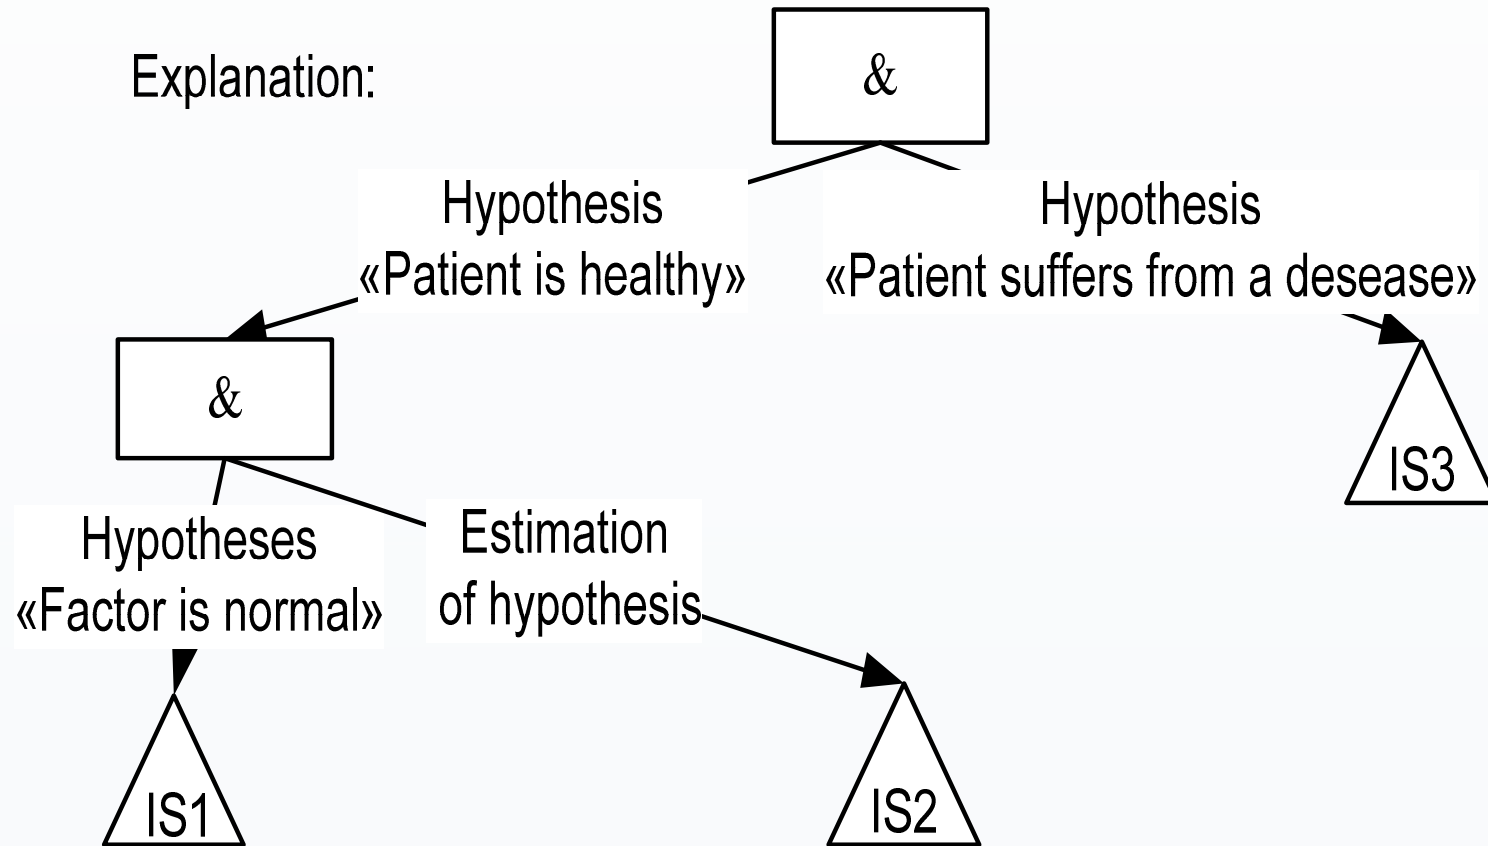 Explanation:
&
Hypothesis
«Patient is healthy»
Hypothesis
«Patient suffers from a desease»
&
IS3
Hypotheses
«Factor is normal»
Estimation
of hypothesis
IS1
IS2